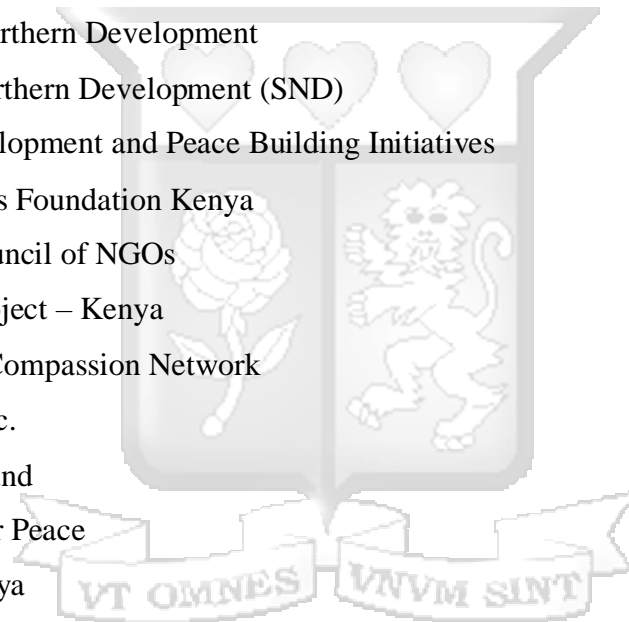 rthern Development
rthern Development (SND)
lopment and Peace Building Initiatives
s Foundation Kenya
uncil of NGOs
ject – Kenya
Compassion Network
c.
und
r Peace
ya
VT OMNES VNVM SINT